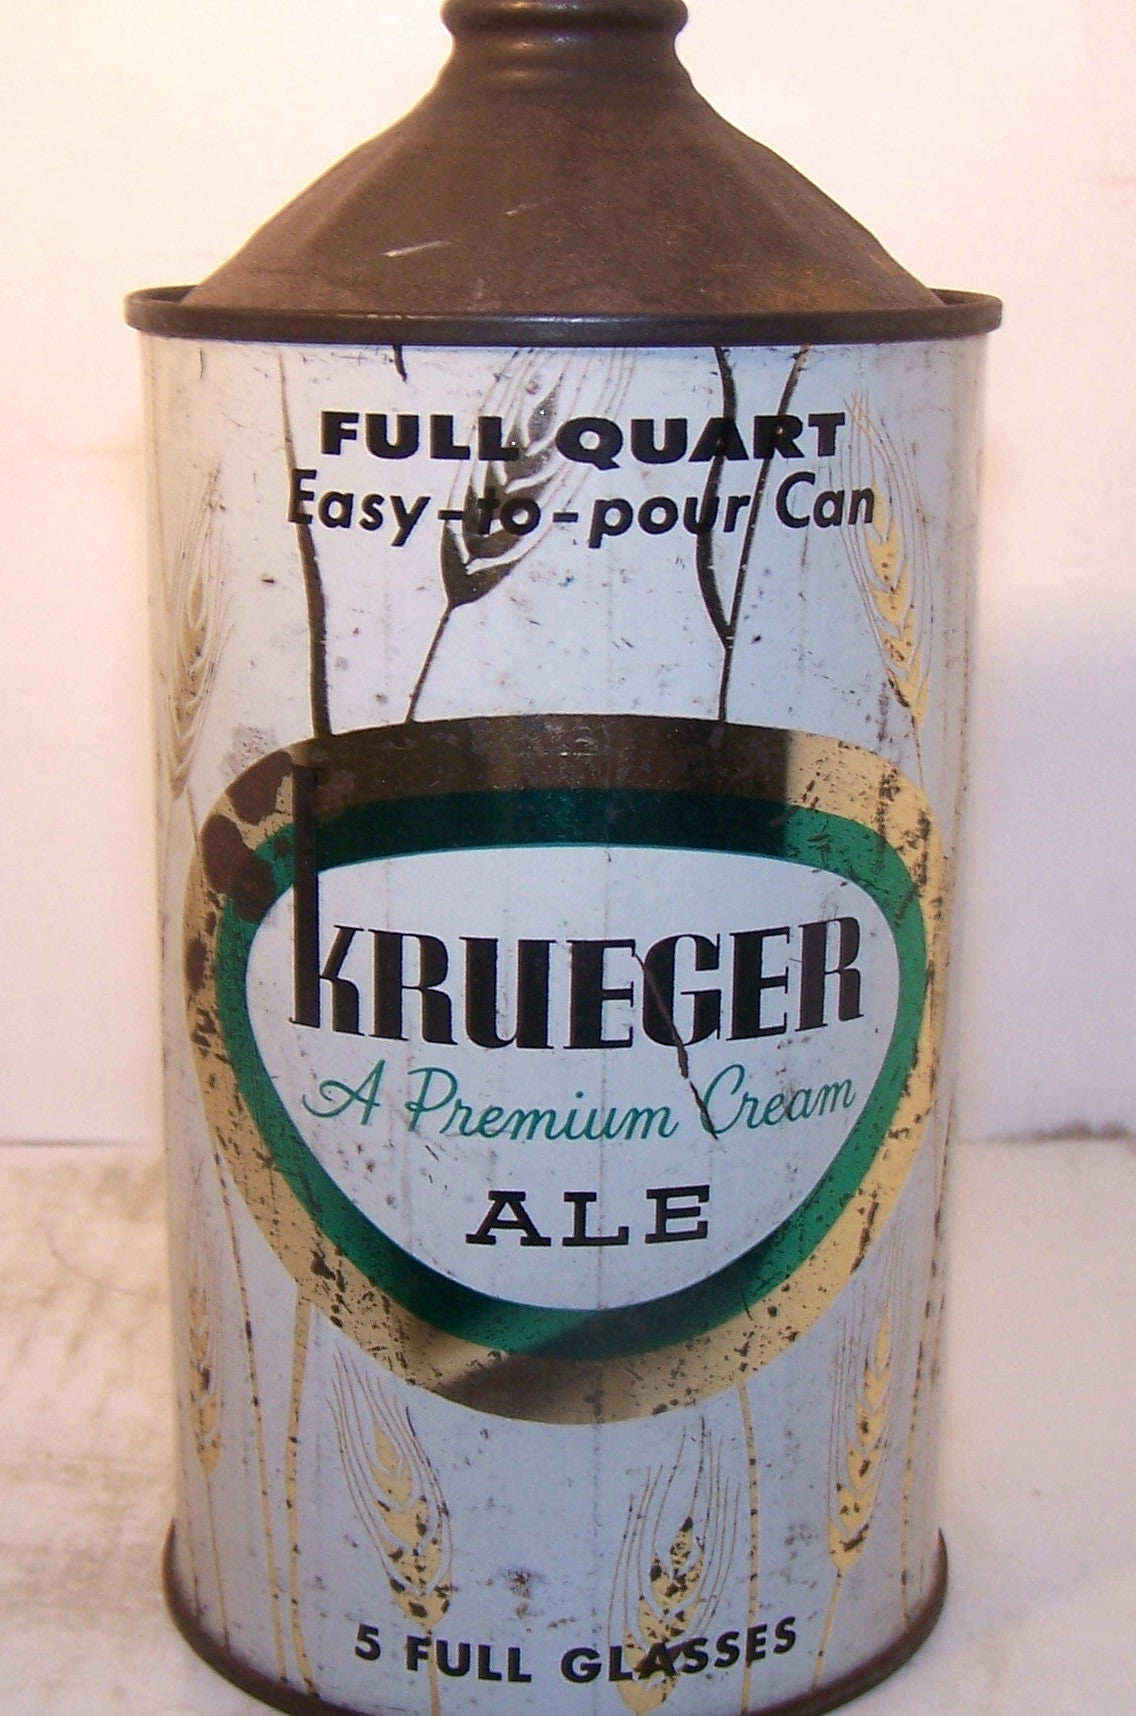 FULL QUART
Easy-to-pour Can
KRUEGER
A Premium Cream
ALE
5 FULL GLASSES